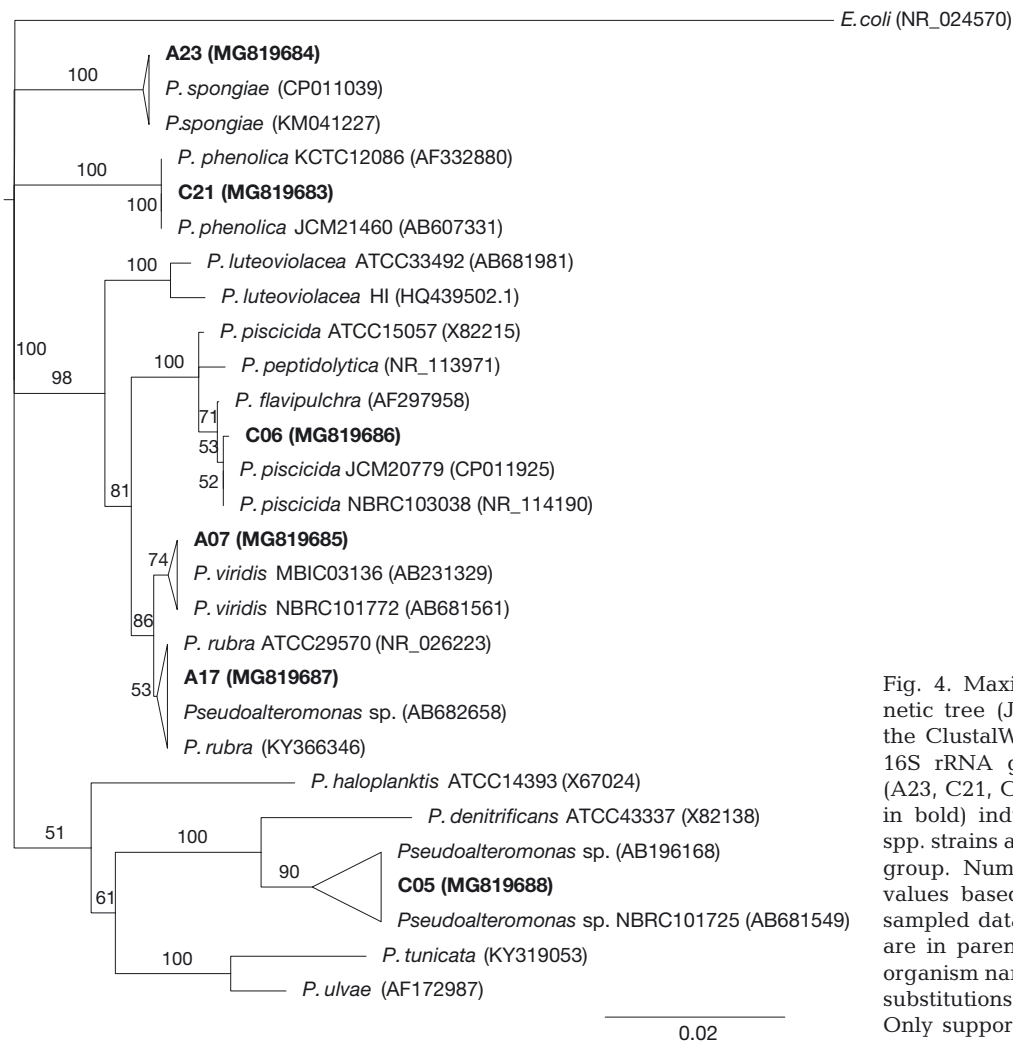 E. coli (NR_024570)
A23 (MG819684)
100
P. spongiae (CP011039)
P.spongiae (KM041227)
P. phenolica KCTC12086 (AF332880)
100
C21 (MG819683)
100
P. phenolica JCM21460 (AB607331)
100
P. luteoviolacea ATCC33492 (AB681981)
P. luteoviolacea HI (HQ439502.1)
P. piscicida ATCC15057 (X82215)
100
98
100
P. peptidolytica (NR_113971)
P. flavipulchra (AF297958)
71
C06 (MG819686)
53
P. piscicida JCM20779 (CP011925)
52
81
P. piscicida NBRC103038 (NR_114190)
A07 (MG819685)
74
P. viridis MBIC03136 (AB231329)
P. viridis NBRC101772 (AB681561)
86
P. rubra ATCC29570 (NR_026223)
A17 (MG819687)
53
Pseudoalteromonas sp. (AB682658)
P. rubra (KY366346)
P. haloplanktis ATCC14393 (X67024)
51
P. denitrificans ATCC43337 (X82138)
100
Pseudoalteromonas sp. (AB196168)
90
C05 (MG819688)
61
Pseudoalteromonas sp. NBRC101725 (AB681549)
P. tunicata (KY319053)
100
P. ulvae (AF172987)
0.02
Fig. 4. Maxi
netic tree (J
the ClustalW
16S rRNA g
(A23, C21, C
in bold) ind
spp. strains a
group. Num
values based
sampled data
are in paren
organism nar
substitutions
Only suppor